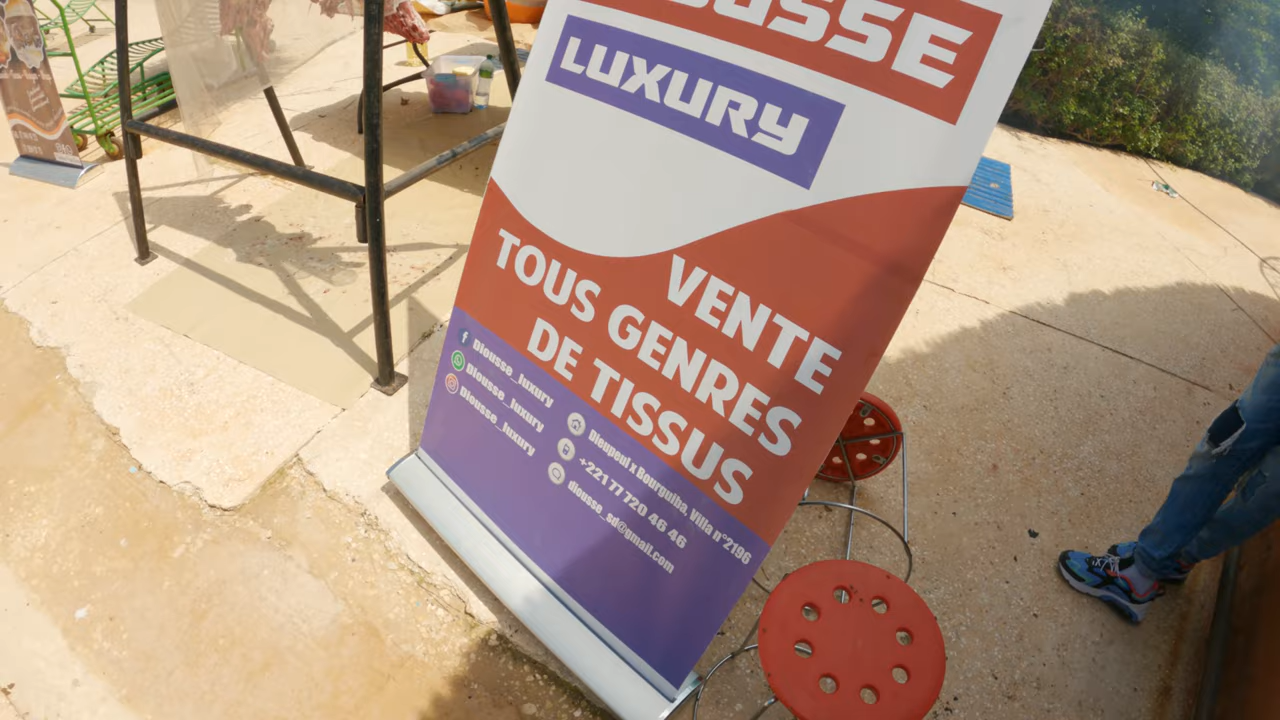 LUXURY
VENTE
TOUS GENRES
DE TISSUS
Diousse_luxury
Diousse_luxury
Diousse_luxury
Dieupeul x Bourguiba, Villa n°2196
+221 77 720 46 46
diousse_sd@gmail.com